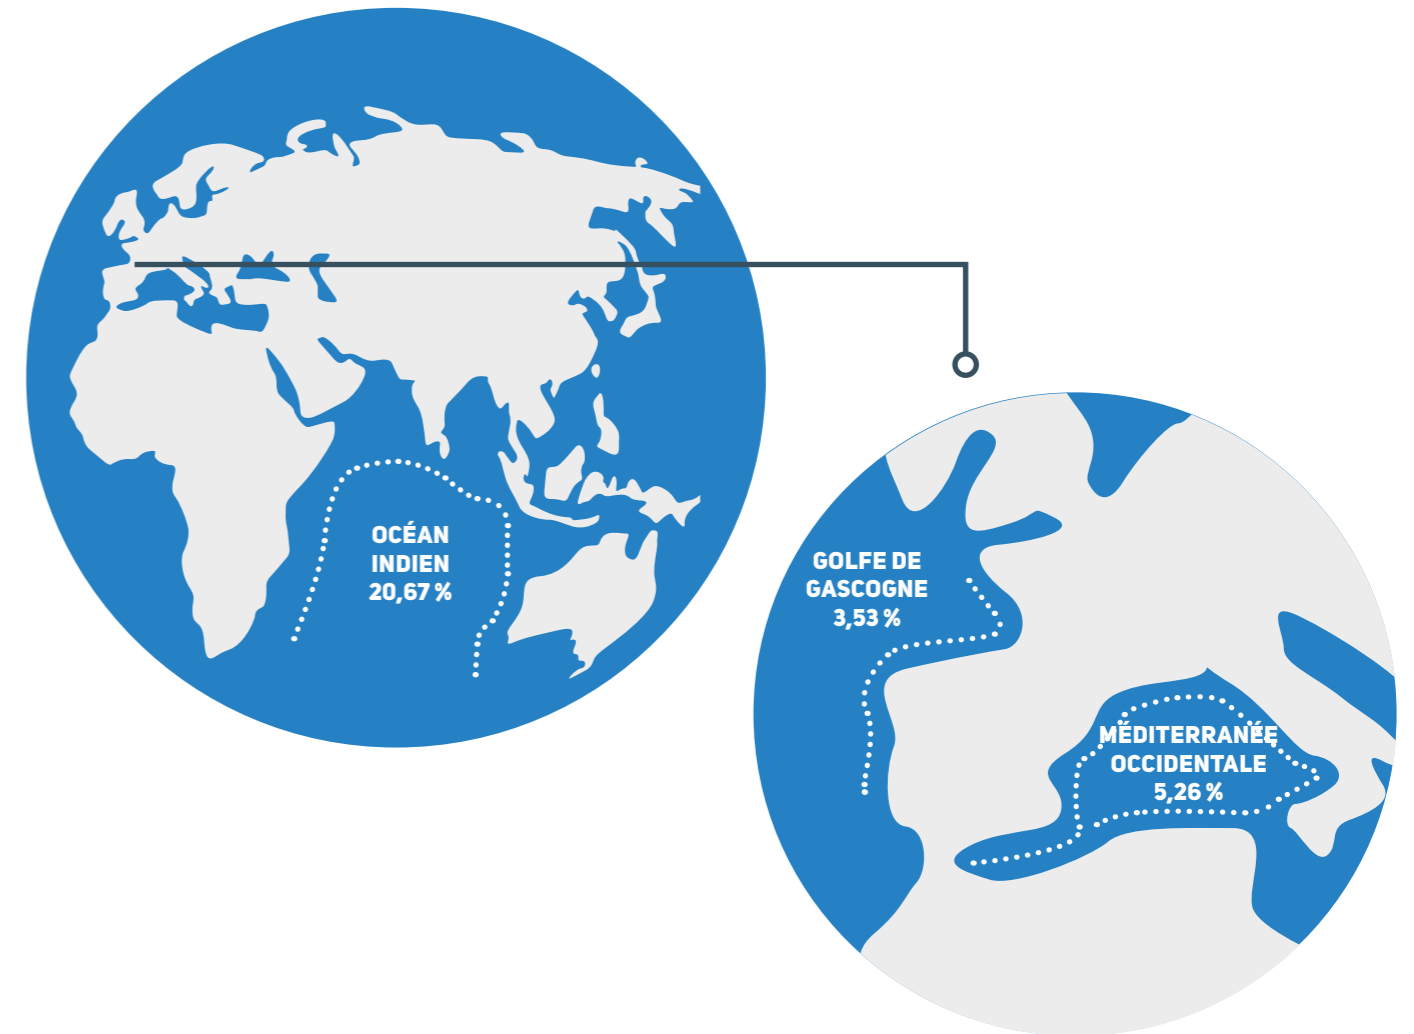 OCÉAN
INDIEN
20,67 %
GOLFE DE
GASCOGNE
3,53 %
MÉDITERRANÉE
OCCIDENTALE
5,26 %